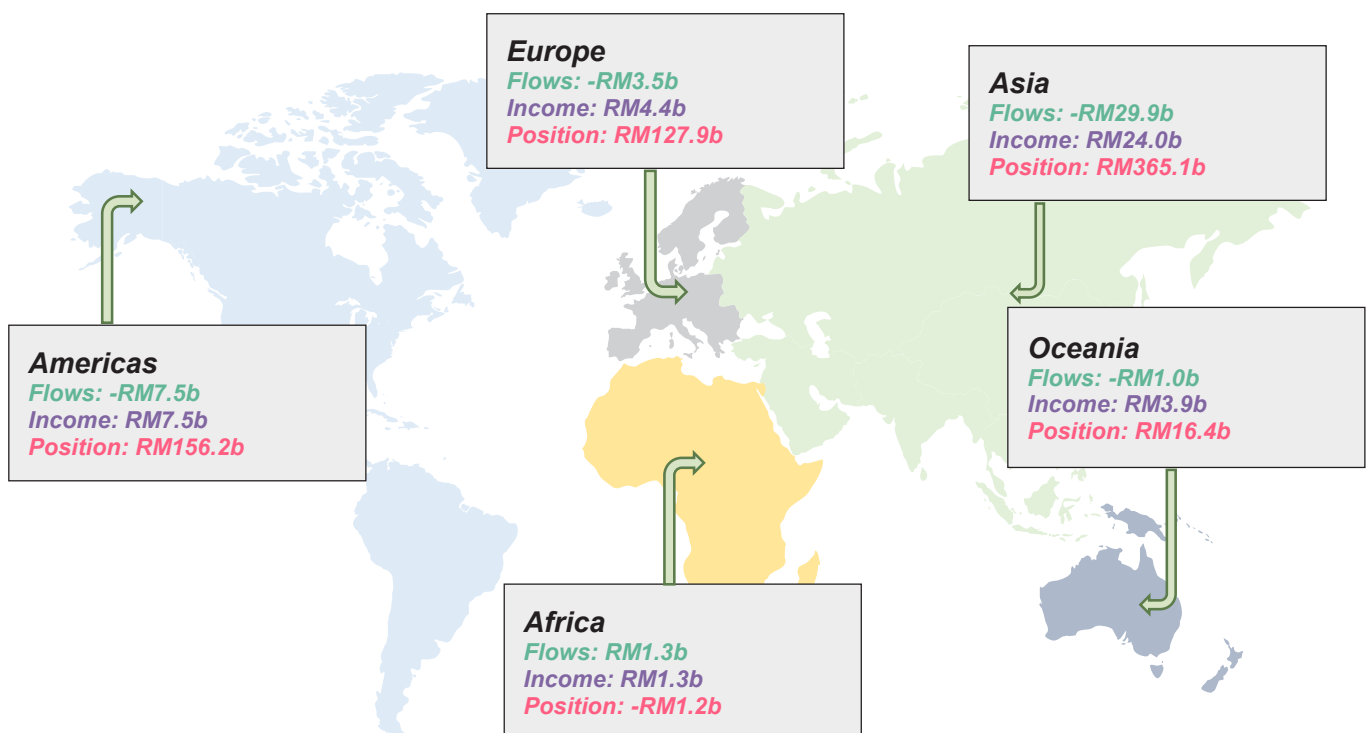 Europe
Flows: -RM3.5b
Income: RM4.4b
Position: RM127.9b
Asia
Flows: -RM29.9b
Income: RM24.0b
Position: RM365.1b
Americas
Flows: -RM7.5b
Income: RM7.5b
Position: RM156.2b
Oceania
Flows: -RM1.0b
Income: RM3.9b
Position: RM16.4b
Africa
Flows: RM1.3b
Income: RM1.3b
Position: -RM1.2b